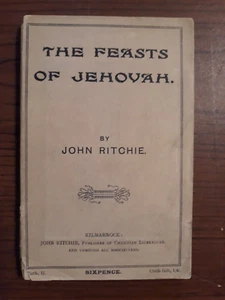 THE FEASTS
OF JEHOVAH.
BY
JOHN RITCHIE.
KILMARNOCK:
JOHN RITCHIE, PUBLISHER OF CHRISTIAN LITERATURE
SIXPENCE